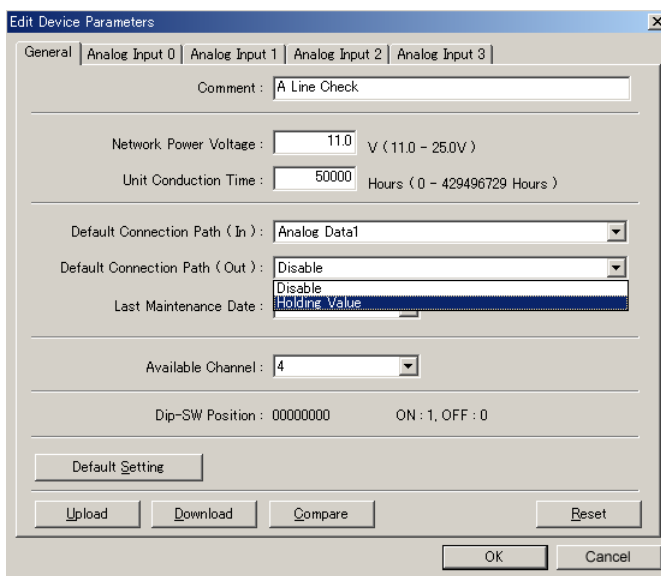 Edit Device Parameters
General Analog Input 0 Analog Input 1 Analog Input 2 Analog Input 3
Comment : A Line Check
Network Power Voltage : 11.0 V ( 11.0 - 25.0V )
Unit Conduction Time : 50000 Hours ( 0 - 429496729 Hours )
Default Connection Path ( In ) : Analog Data1
Default Connection Path ( Out ) : Disable
Disable
Holding Value
Last Maintenance Date :
Available Channel : 4
Dip-SW Position : 00000000 ON : 1, OFF : 0
Default Setting
Upload Download Compare Reset
OK Cancel